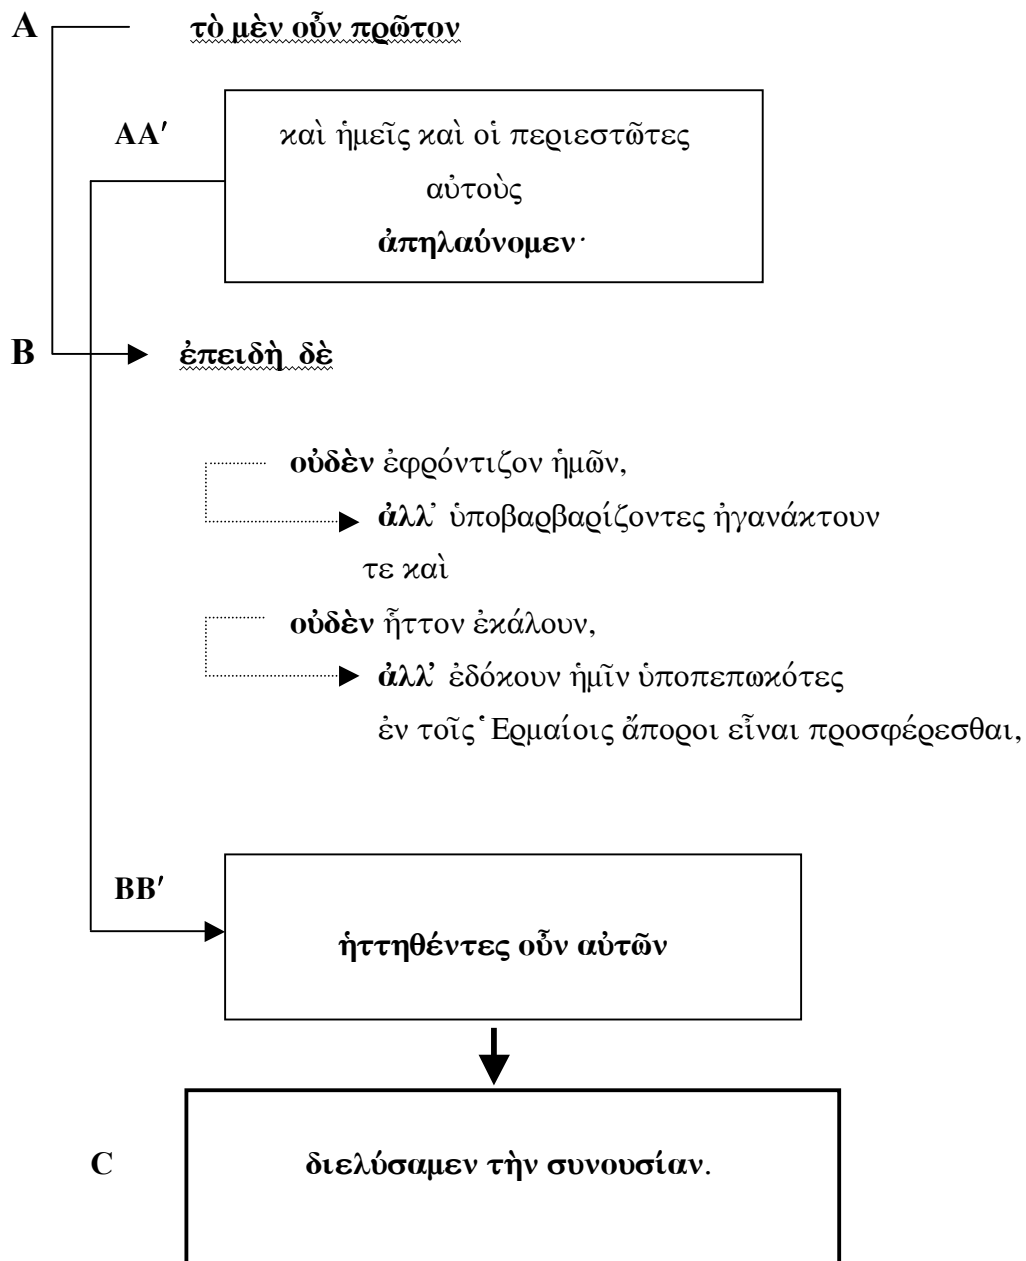 A τὸ μὲν οὖν πρῶτον
AA′ καὶ ἡμεῖς καὶ οἱ περιεστῶτες
αὐτοὺς
ἀπηλαύνομεν·
B ἐπειδὴ δὲ
οὐδὲν ἐφρόντιζον ἡμῶν,
ἀλλ’ ὑποβαρβαρίζοντες ἠγανάκτουν
τε καὶ
οὐδὲν ἧττον ἐκάλουν,
ἀλλ’ ἐδόκουν ἡμῖν ὑποπεπωκότες
ἐν τοῖς Ἑρμαίοις ἄποροι εἶναι προσφέρεσθαι,
BB′
ἡττηθέντες οὖν αὐτῶν
C διελύσαμεν τὴν συνουσίαν.